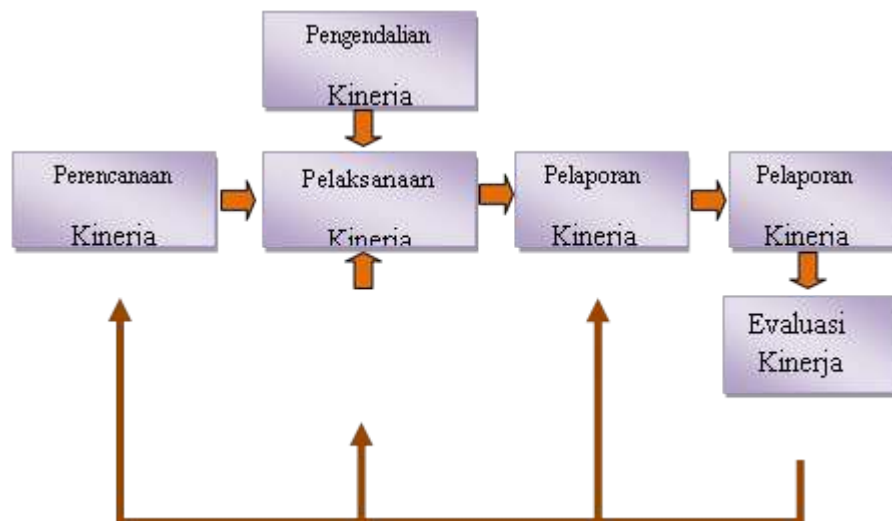 Pengendalian
Kinerja
Perencanaan
Kinerja
Pelaksanaan
Kinerja
Pelaporan
Kinerja
Pelaporan
Kinerja
Evaluasi
Kinerja